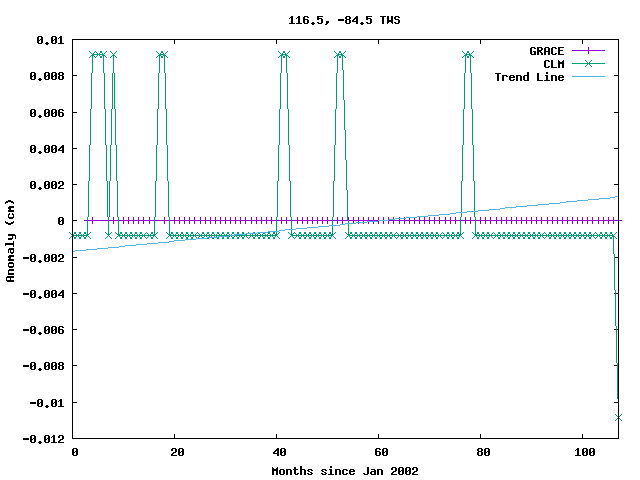 116.5, -84.5 TWS
0.01
0.008
0.006
0.004
0.002
0
-0.002
-0.004
-0.006
-0.008
-0.01
-0.012
Anomaly (cm)
GRACE
CLM
Trend Line
0 20 40 60 80 100
Months since Jan 2002